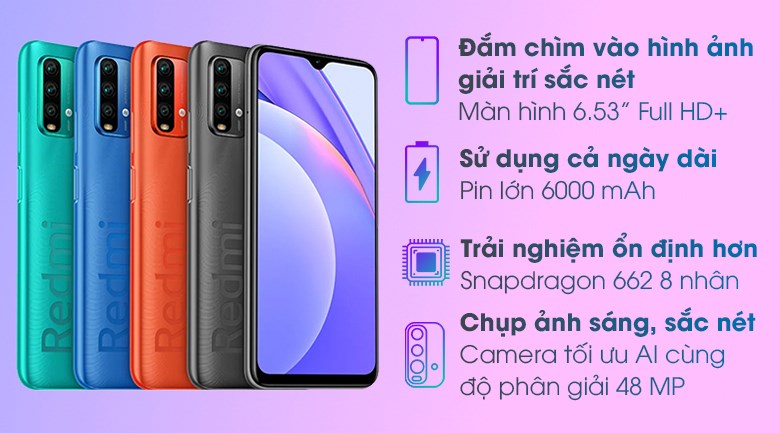 Redmi
Redmi
Redmi
Redmi
Đắm chìm vào hình ảnh
giải trí sắc nét
Màn hình 6.53” Full HD+
Sử dụng cả ngày dài
Pin lớn 6000 mAh
Trải nghiệm ổn định hơn
Snapdragon 662 8 nhân
Chụp ảnh sáng, sắc nét
Camera tối ưu AI cùng
độ phân giải 48 MP